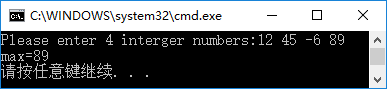 C:\WINDOWS\system32\cmd.exe
Please enter 4 interger numbers:12 45 -6 89
max=89
请按任意键继续. . .